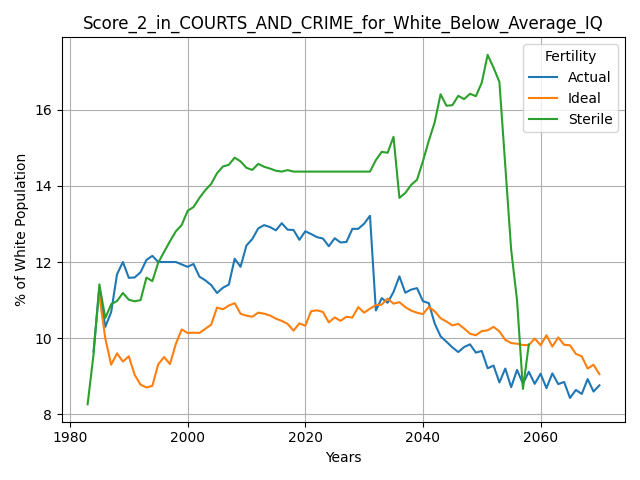 Score_2_in_COURTS_AND_CRIME_for_White_Below_Average_IQ
Fertility
Actual
Ideal
Sterile
% of White Population
16
14
12
10
8
1980
2000
2020
2040
2060
Years